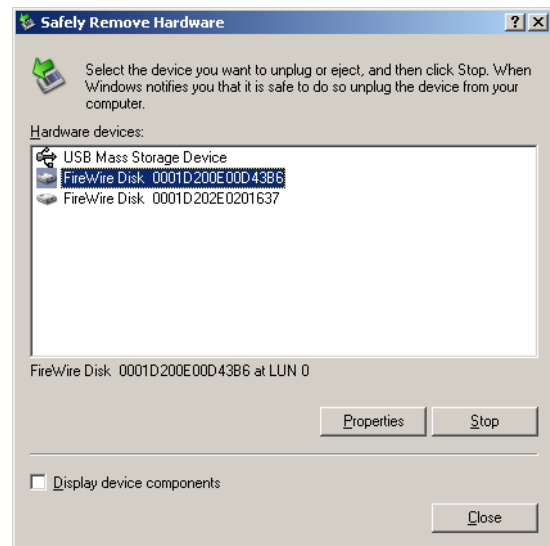 Safely Remove Hardware
Select the device you want to unplug or eject, and then click Stop. When
Windows notifies you that it is safe to do so unplug the device from your
computer.
Hardware devices:
USB Mass Storage Device
FireWire Disk 0001D200E00D43B6
FireWire Disk 0001D202E0201637
FireWire Disk 0001D200E00D43B6 at LUN 0
Properties Stop
Display device components
Close